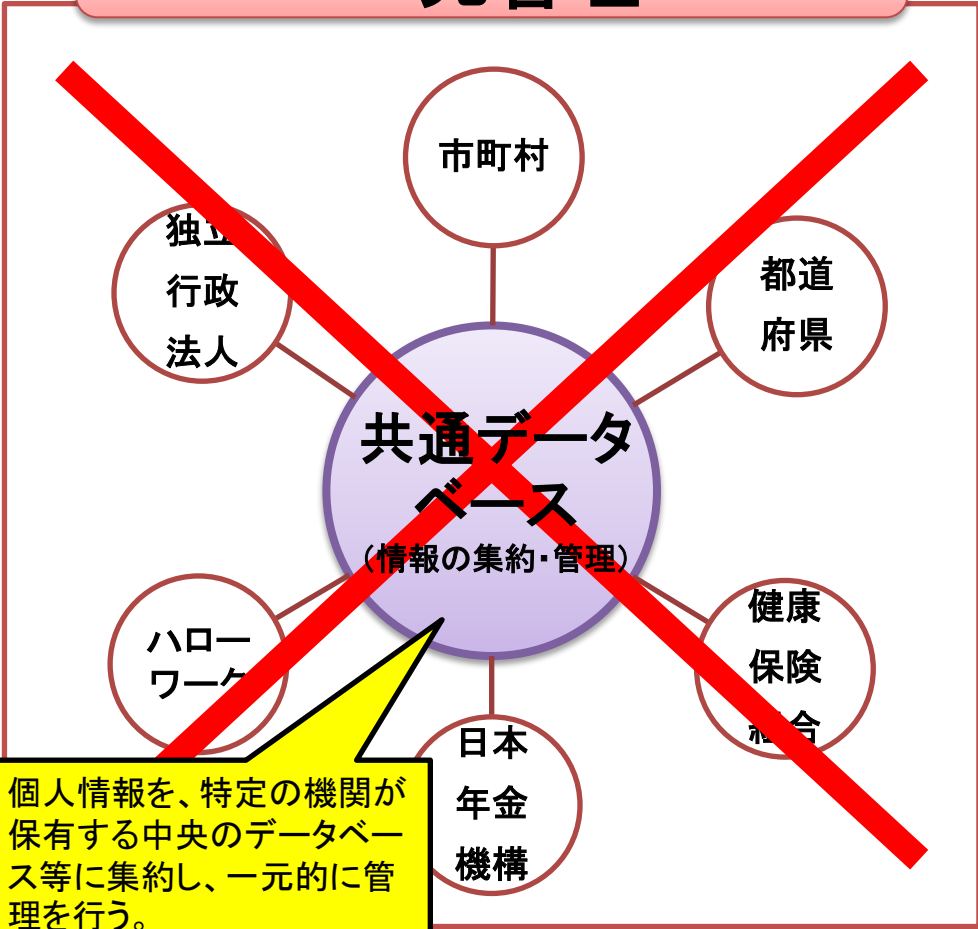 市町村
独立
行政
法人
都道
府県
共通データ
ベース
(情報の集約・管理)
ハロー
ワーク
健康
保険
組合
日本
年金
機構
個人情報を、特定の機関が
保有する中央のデータベー
ス等に集約し、一元的に管
理を行う。